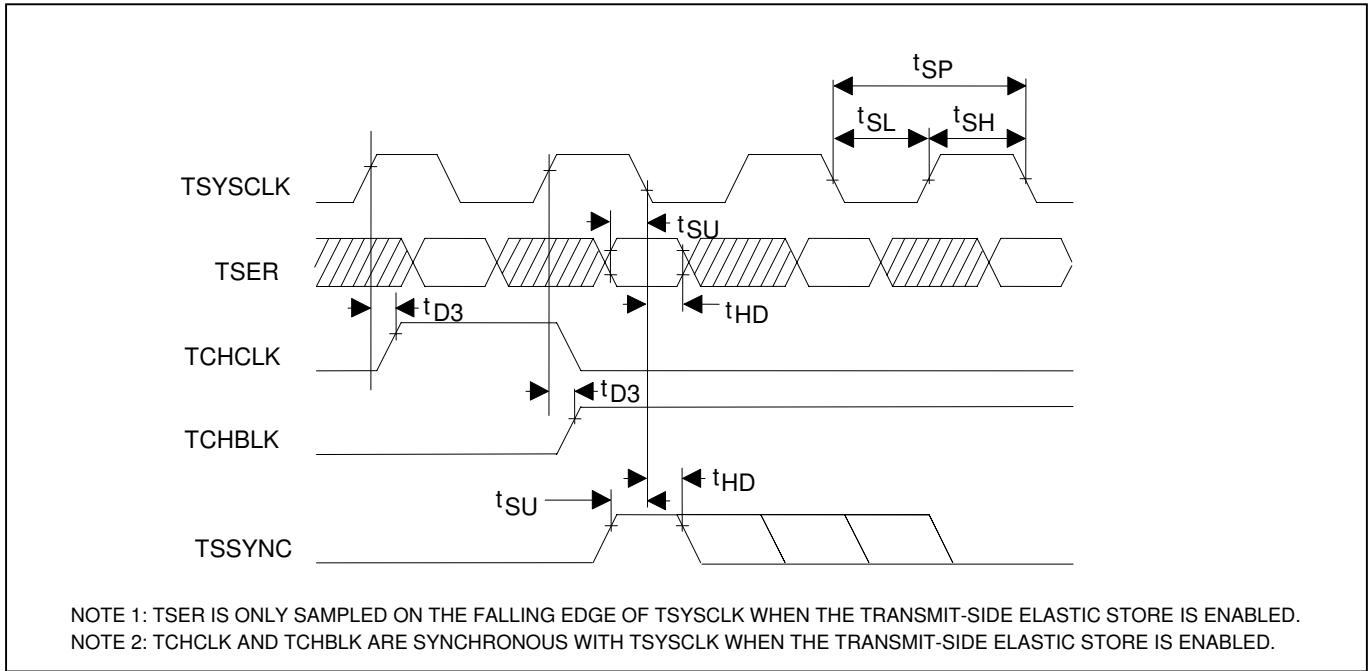 tSP
tSL tSH
TSYSCLK
tSU
TSER
tD3 tHD
TCHCLK
tD3
TCHBLK
tHD
tSU
TSSYNC
NOTE 1: TSER IS ONLY SAMPLED ON THE FALLING EDGE OF TSYSCLK WHEN THE TRANSMIT-SIDE ELASTIC STORE IS ENABLED.
NOTE 2: TCHCLK AND TCHBLK ARE SYNCHRONOUS WITH TSYSCLK WHEN THE TRANSMIT-SIDE ELASTIC STORE IS ENABLED.